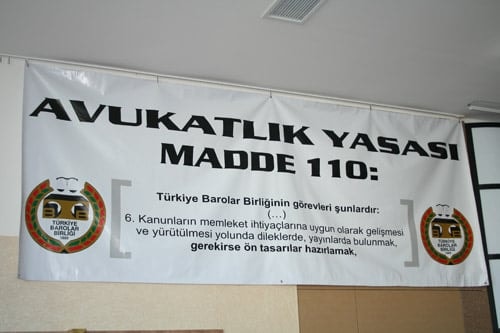 AVUKATLIK YASASI
MADDE 110:
Türkiye Barolar Birliğinin görevleri şunlardır:
(...)
6. Kanunların memleket ihtiyaçlarına uygun olarak gelişmesi
ve yürütülmesi yolunda dileklerde, yayınlarda bulunmak,
gerekirse ön tasarılar hazırlamak,
TÜRKİYE
BAROLAR
BİRLİĞİ
1969
TÜRKİYE
BAROLAR
BİRLİĞİ